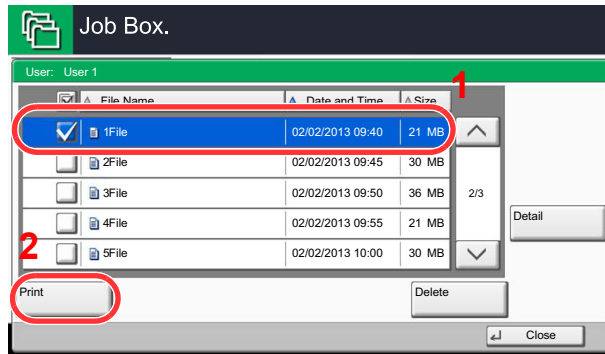 Job Box.
User: User 1
1
File Name Date and Time Size
1File 02/02/2013 09:40 21 MB
2File 02/02/2013 09:45 30 MB
3File 02/02/2013 09:50 36 MB 2/3
4File 02/02/2013 09:55 21 MB
Detail
2
5File 02/02/2013 10:00 30 MB
Print Delete
Close